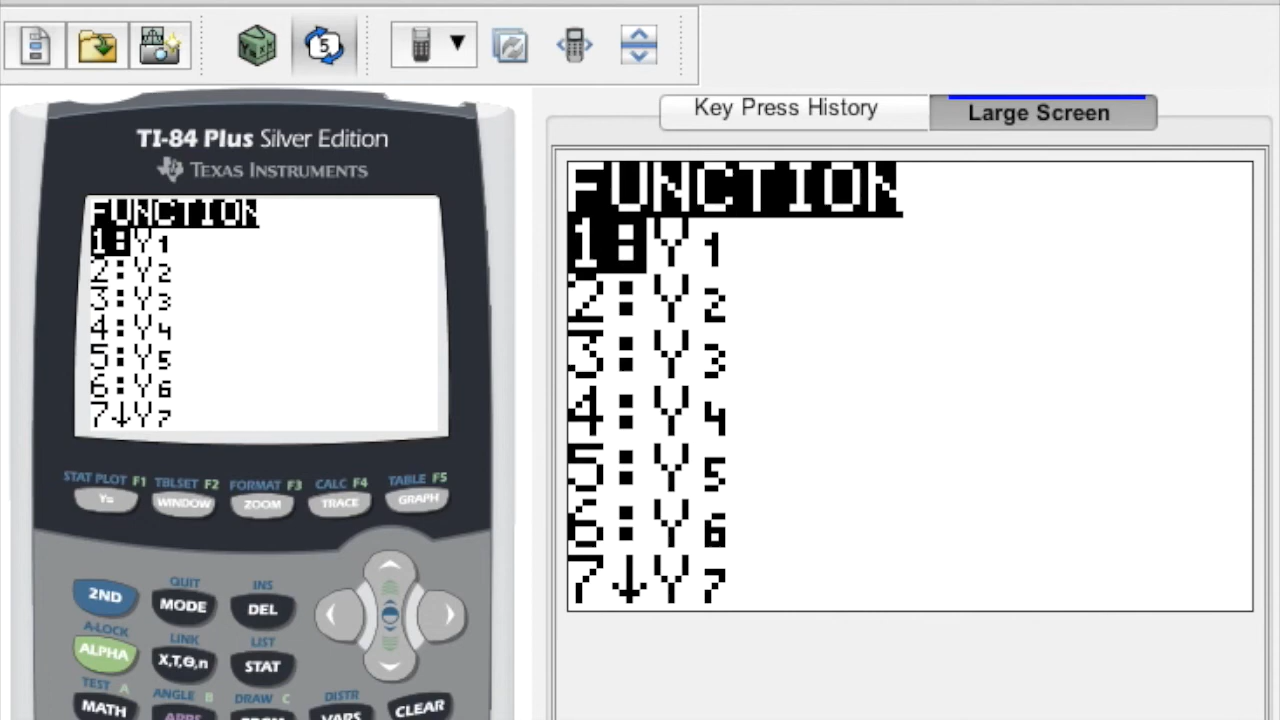 5
Key Press History
Large Screen
TI-84 Plus Silver Edition
TEXAS INSTRUMENTS
FUNCTION
1:Y1
2:Y2
3:Y3
4:Y4
5:Y5
6:Y6
7↓Y7
FUNCTION
1:Y1
2:Y2
3:Y3
4:Y4
5:Y5
6:Y6
7↓Y7
STAT PLOT F1 TBLSET F2 FORMAT F3 CALC F4 TABLE F5
Y= WINDOW ZOOM TRACE GRAPH
QUIT INS
2ND MODE DEL
A-LOCK LINK LIST
ALPHA X,T,Θ,n STAT
TEST A ANGLE B DRAW C DISTR
MATH APPS PRGM VARS CLEAR